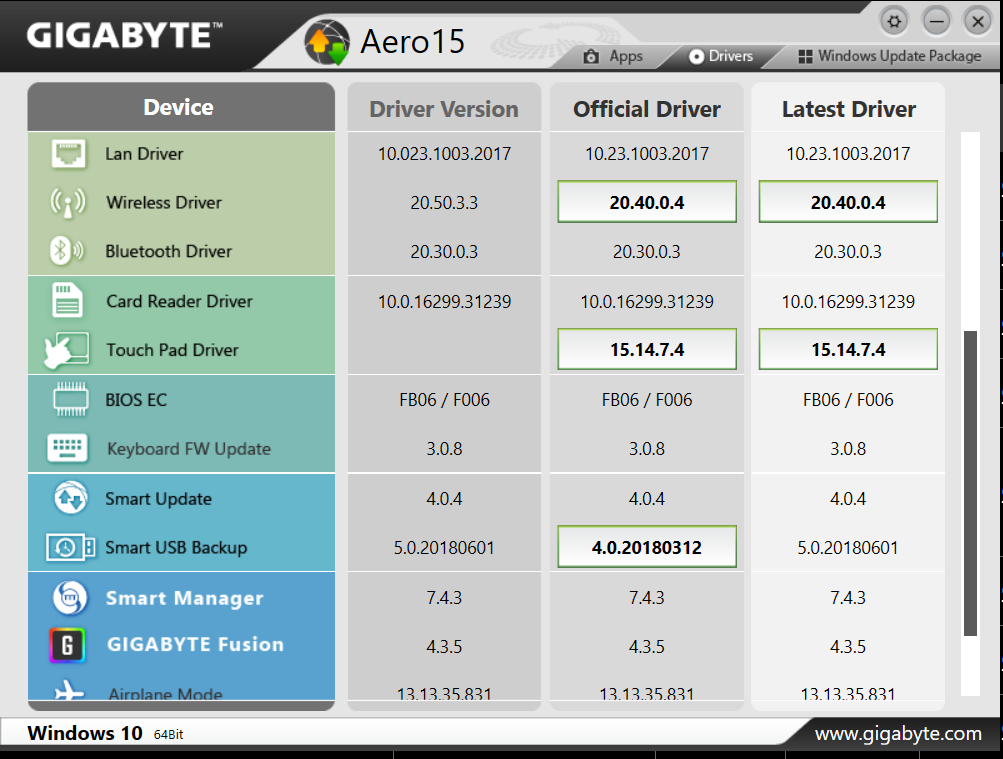 GIGABYTE™
Aero15
Apps
Drivers
Windows Update Package
Device Driver Version Official Driver Latest Driver
Lan Driver 10.023.1003.2017 10.23.1003.2017 10.23.1003.2017
Wireless Driver 20.50.3.3 20.40.0.4 20.40.0.4
Bluetooth Driver 20.30.0.3 20.30.0.3 20.30.0.3
Card Reader Driver 10.0.16299.31239 10.0.16299.31239 10.0.16299.31239
Touch Pad Driver 15.14.7.4 15.14.7.4
BIOS EC FB06 / F006 FB06 / F006 FB06 / F006
Keyboard FW Update 3.0.8 3.0.8 3.0.8
Smart Update 4.0.4 4.0.4 4.0.4
Smart USB Backup 5.0.20180601 4.0.20180312 5.0.20180601
Smart Manager 7.4.3 7.4.3 7.4.3
G GIGABYTE Fusion 4.3.5 4.3.5 4.3.5
Airplane Mode 13.13.35.831 13.13.35.831 13.13.35.831
Windows 10 64Bit
www.gigabyte.com